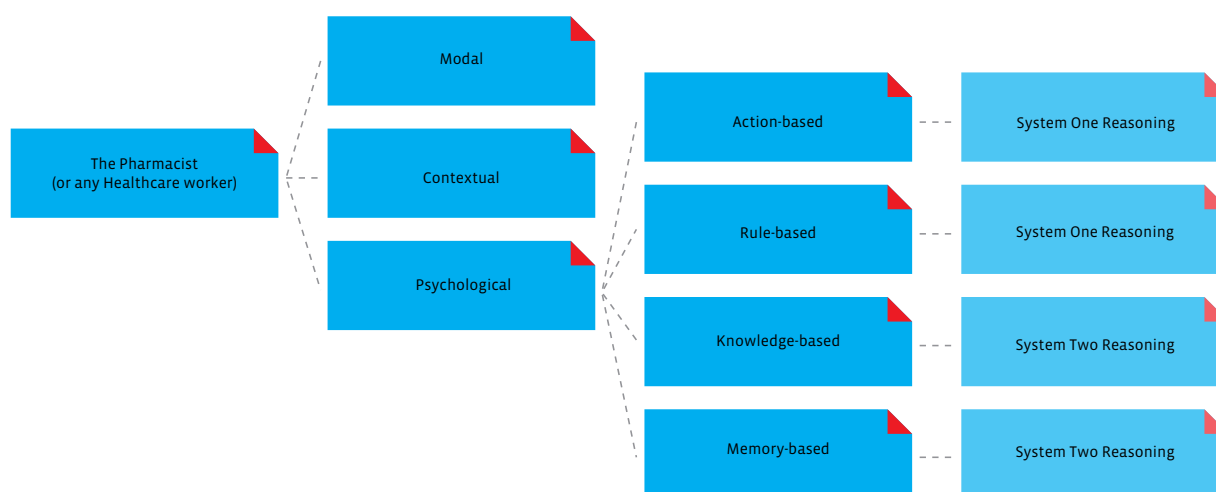 The Pharmacist
(or any Healthcare worker)
Modal
Contextual
Psychological
Action-based
System One Reasoning
Rule-based
System One Reasoning
Knowledge-based
System Two Reasoning
Memory-based
System Two Reasoning